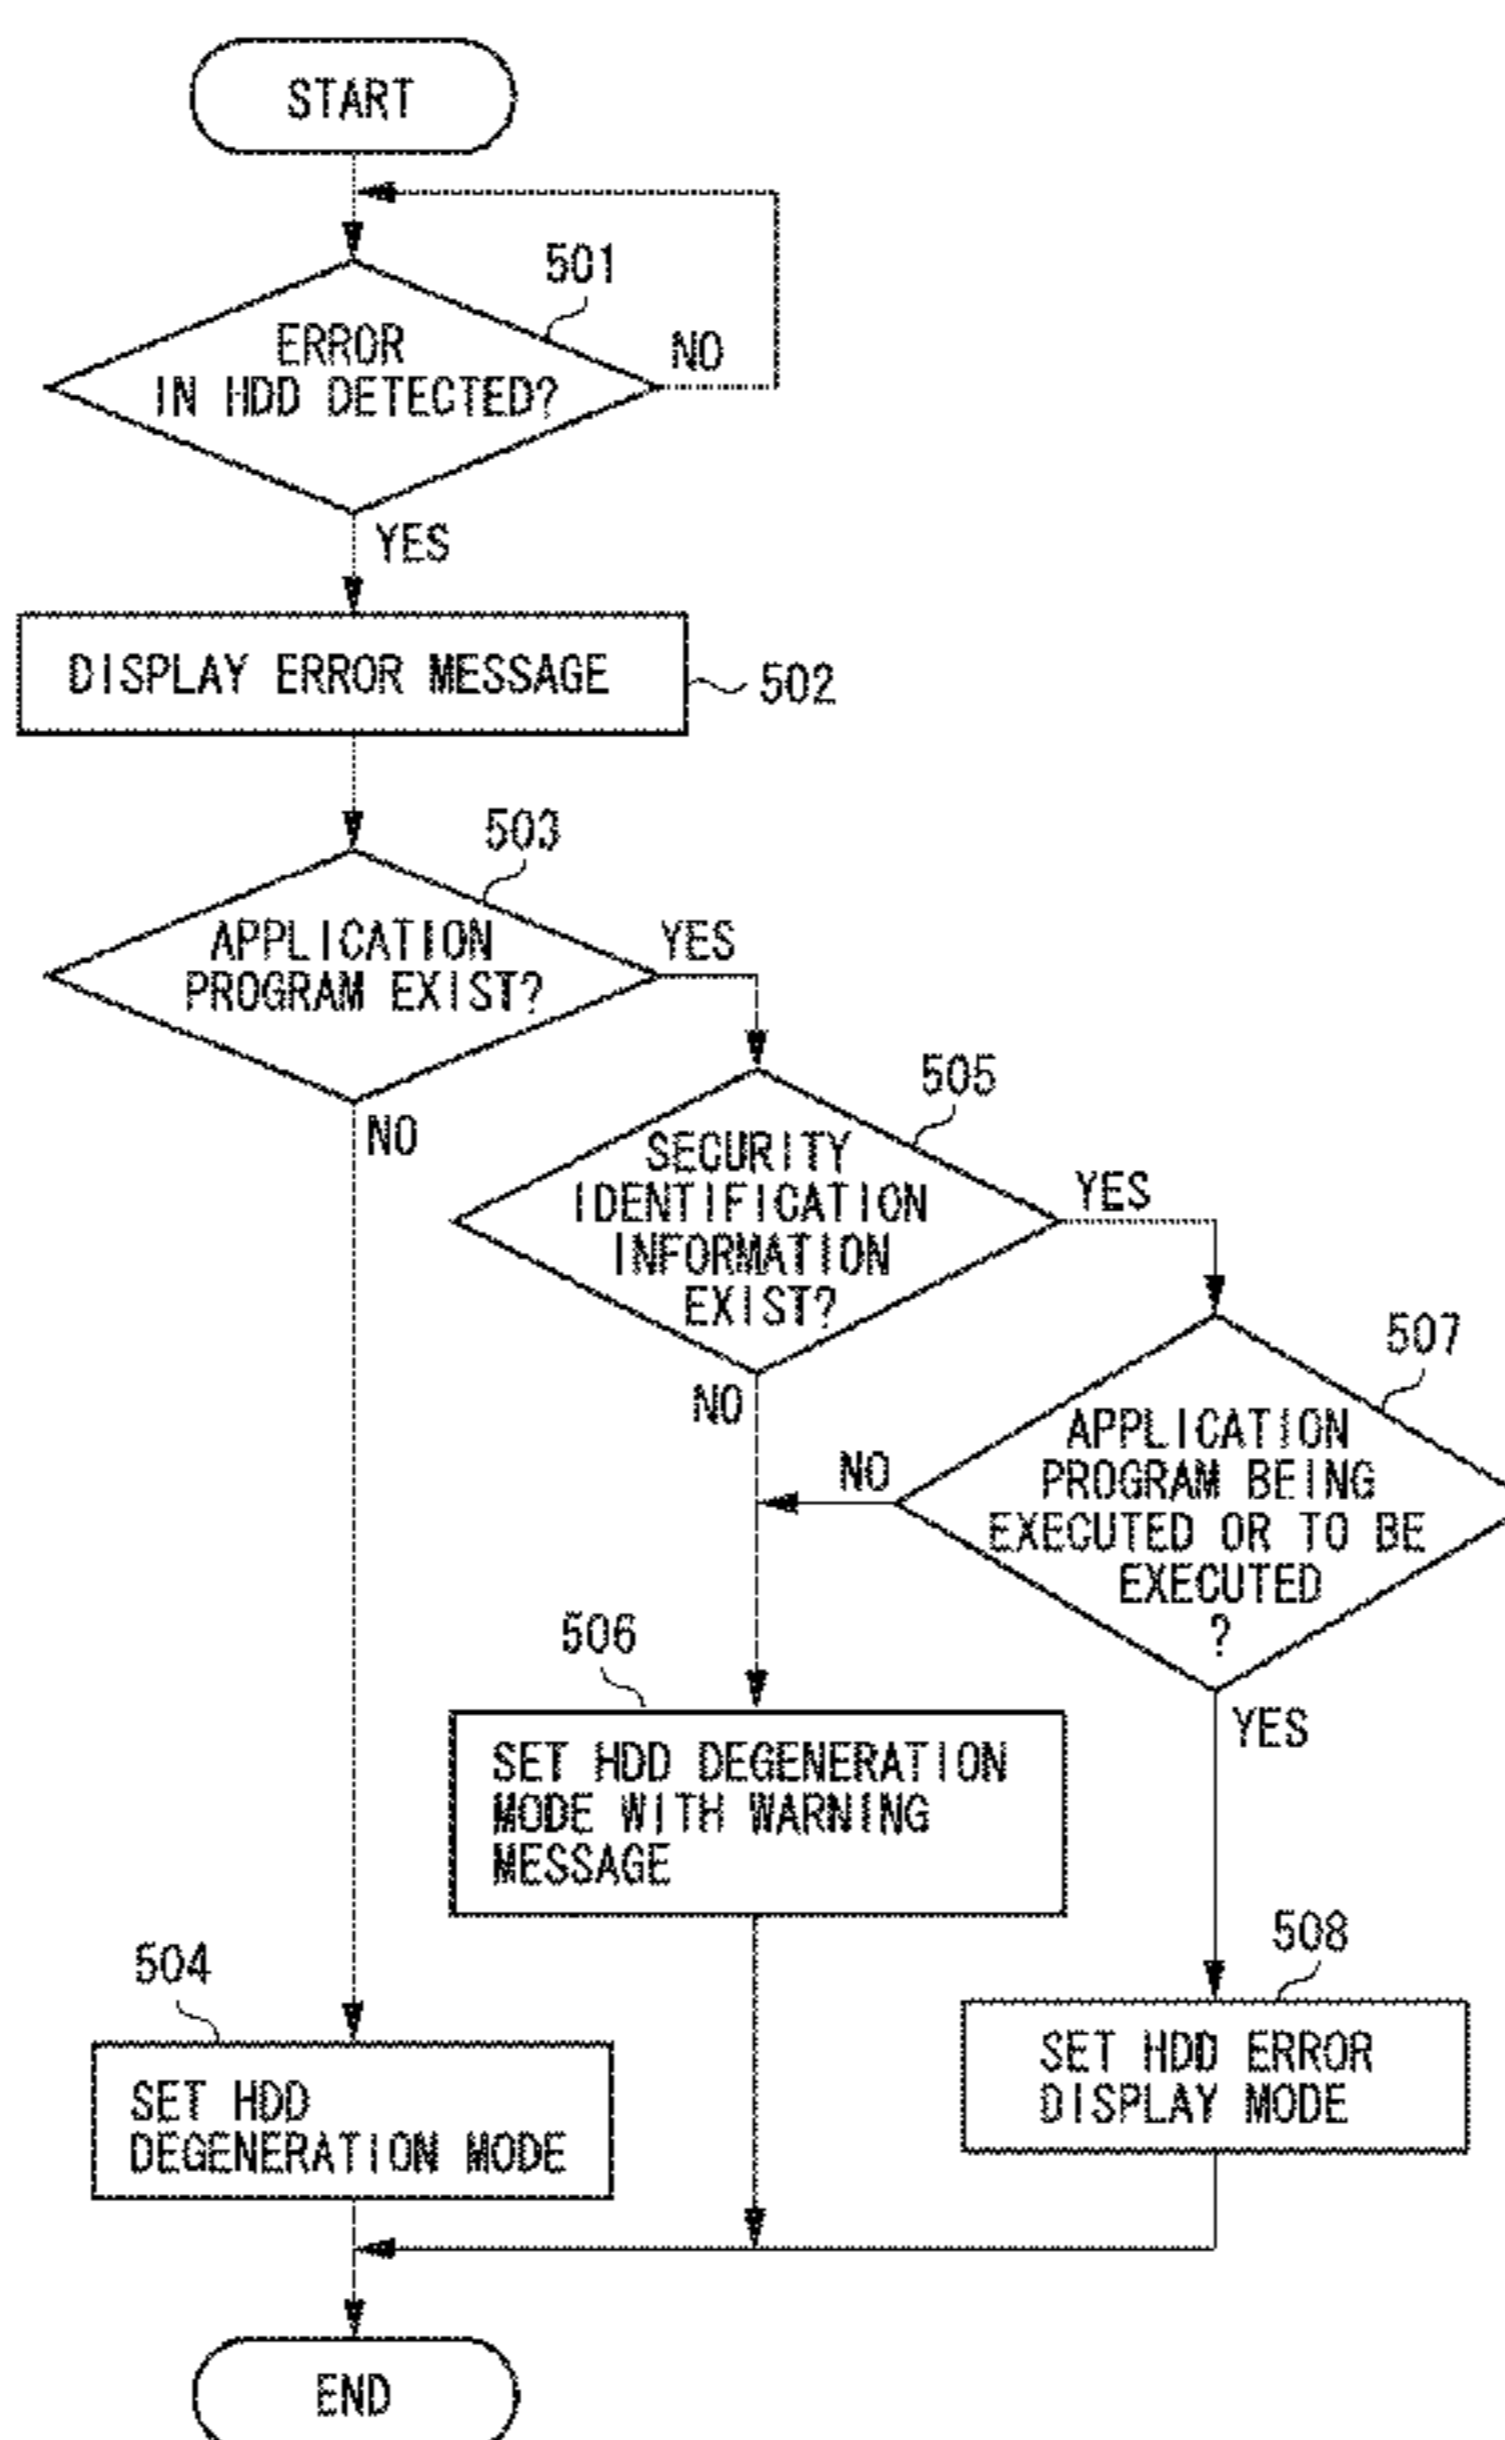 START
501
ERROR
IN HDD DETECTED?
NO
YES
DISPLAY ERROR MESSAGE
502
503
APPLICATION
PROGRAM EXIST?
YES
NO
505
SECURITY
IDENTIFICATION
INFORMATION
EXIST?
YES
NO
507
APPLICATION
PROGRAM BEING
EXECUTED OR TO BE
EXECUTED
?
NO
YES
506
SET HDD DEGENERATION
MODE WITH WARNING
MESSAGE
508
SET HDD ERROR
DISPLAY MODE
504
SET HDD
DEGENERATION MODE
END